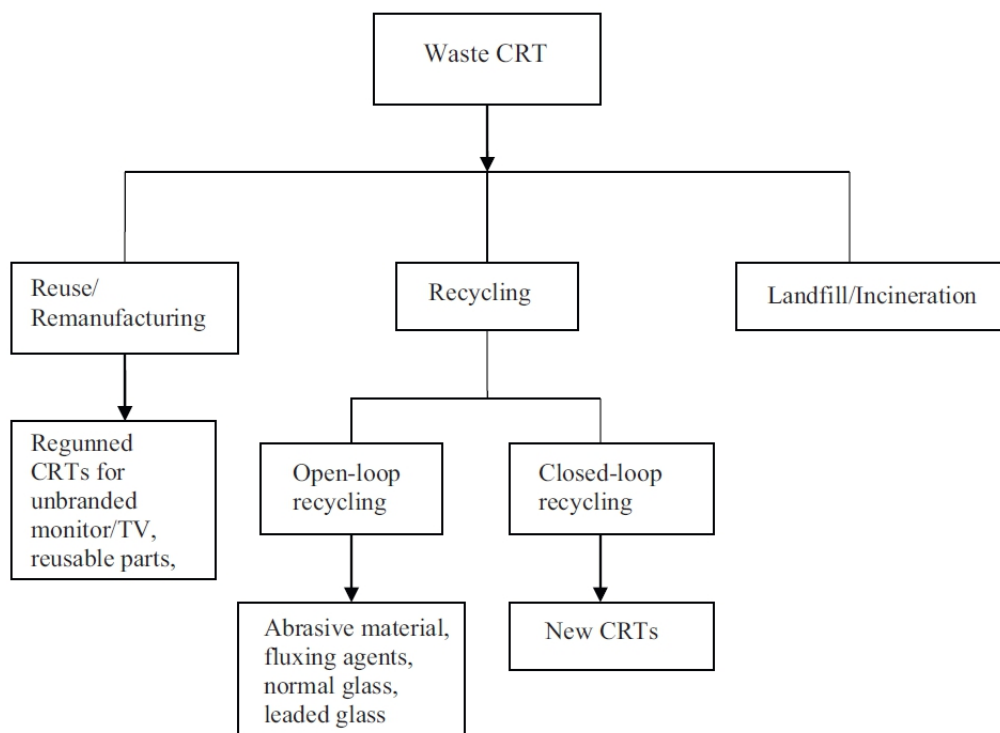 Waste CRT
Reuse/
Remanufacturing
Recycling
Landfill/Incineration
Regunned
CRTs for
unbranded
monitor/TV,
reusable parts,
Open-loop
recycling
Closed-loop
recycling
Abrasive material,
fluxing agents,
normal glass,
leaded glass
New CRTs